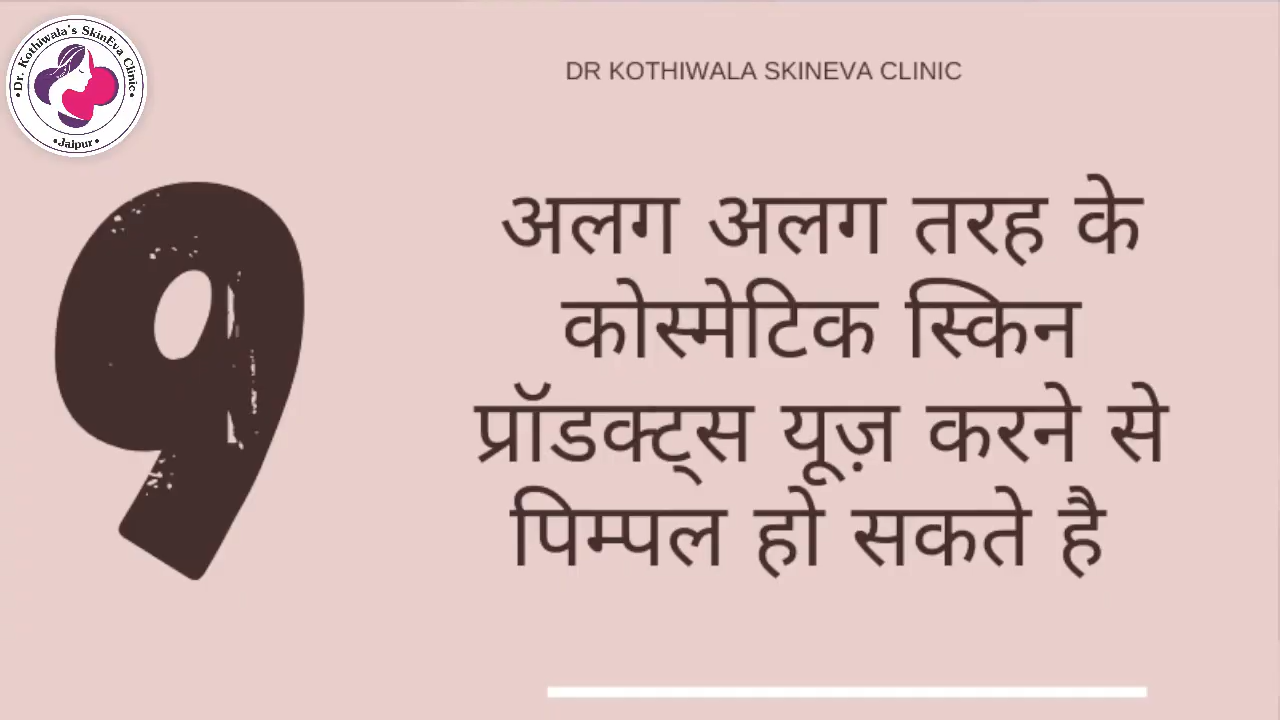 Dr. Kothiwala's SkinEva Clinic
Jaipur
DR KOTHIWALA SKINEVA CLINIC
9
अलग अलग तरह के
कोस्मेटिक स्किन
प्रॉडक्ट्स यूज़ करने से
पिम्पल हो सकते है